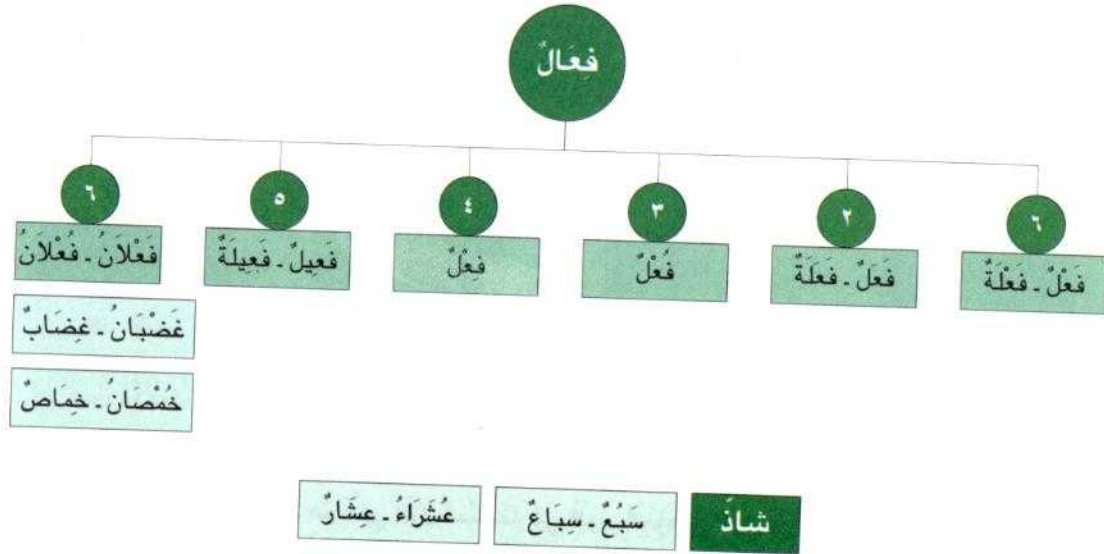 فِعَالٌ
٦
٢
٣
٤
٥
٦
فَعْلٌ - فَعْلَةٌ
فَعَلٌ - فَعَلَةٌ
فُعْلٌ
فِعْلٌ
فَعِيلٌ - فَعِيلَةٌ
فَعْلَانُ - فُعْلَانُ
غَضْبَانُ - غِضَابٌ
خُمْصَانُ - خِمَاصٌ
شاذّ
سَبُعٌ - سِبَاعٌ
عُشَرَاءُ - عِشَارٌ